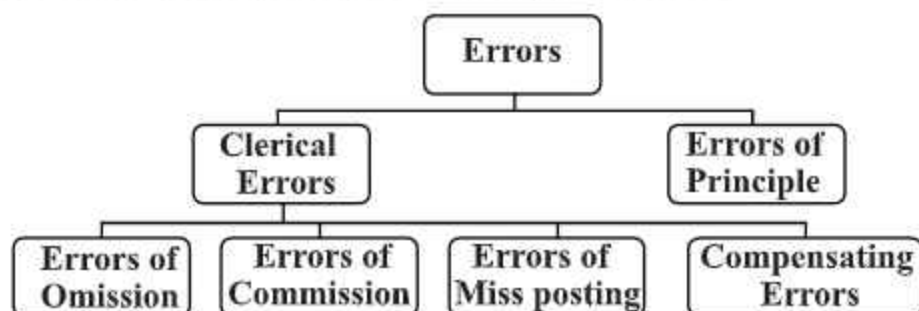 Errors
Clerical
Errors
Errors of
Principle
Errors of
Omission
Errors of
Commission
Errors of
Miss posting
Compensating
Errors